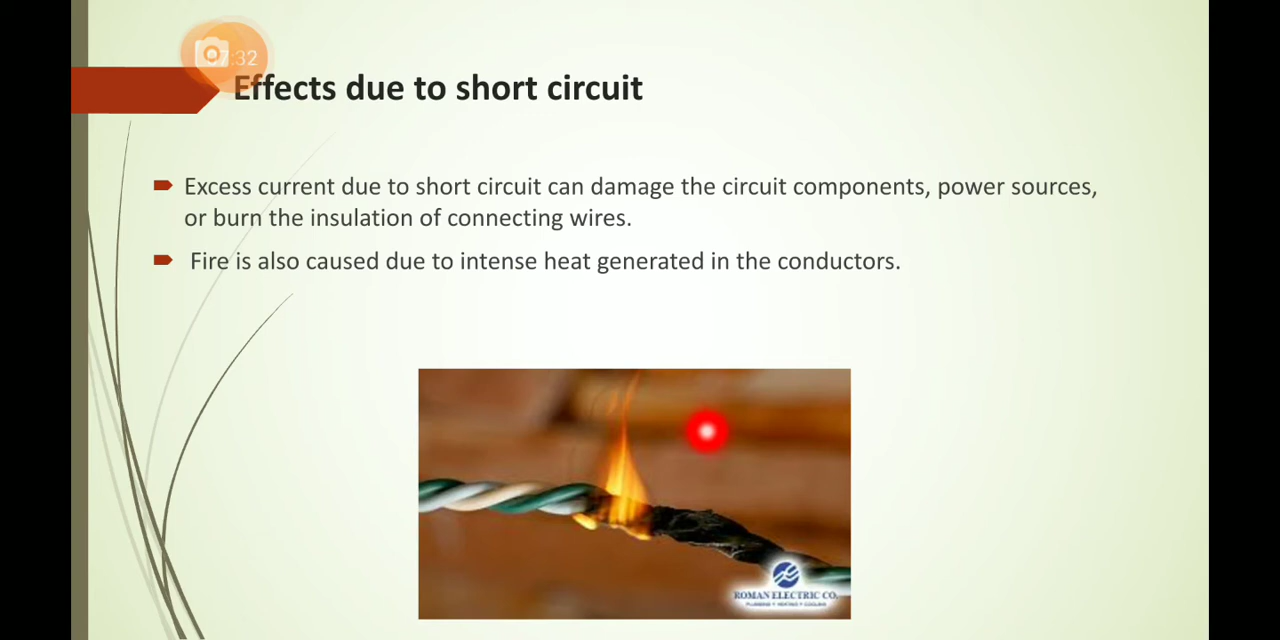 07:32
Effects due to short circuit
Excess current due to short circuit can damage the circuit components, power sources,
or burn the insulation of connecting wires.
Fire is also caused due to intense heat generated in the conductors.
ROMAN ELECTRIC CO.